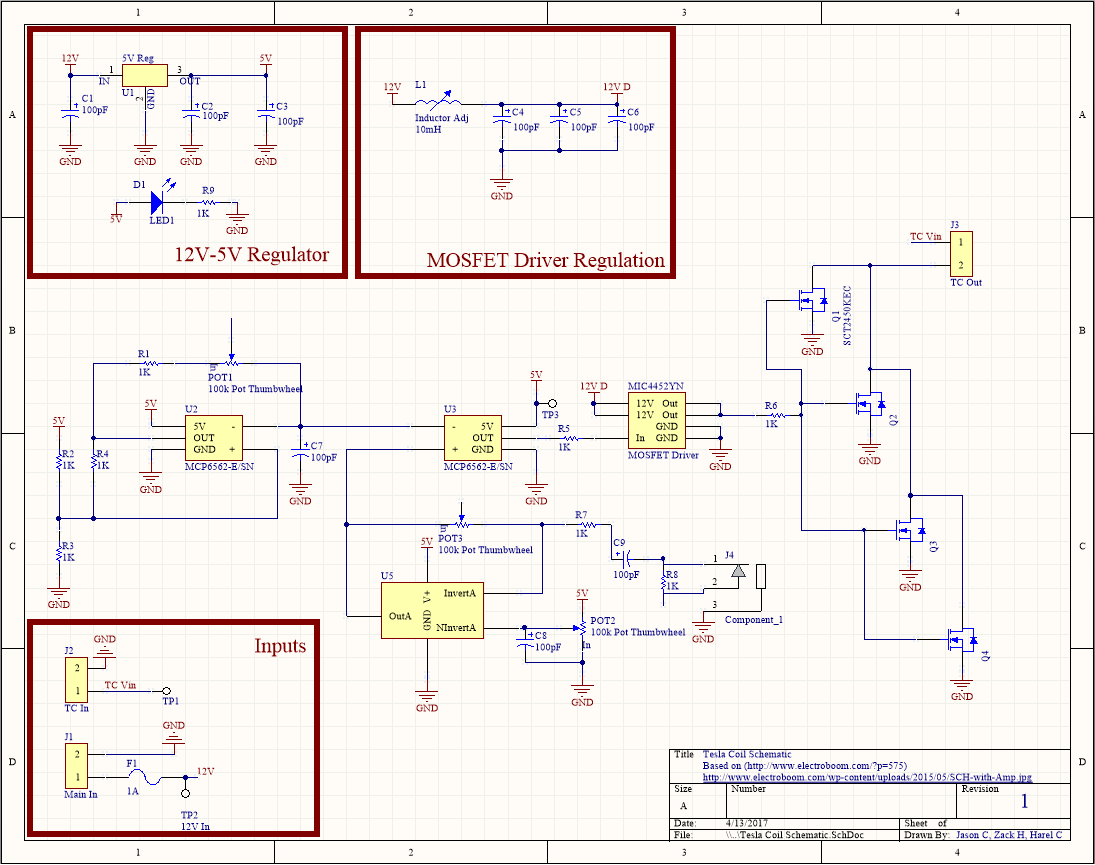 1 2 3 4
A
B
C
D
A
B
C
D
1 2 3 4
12V
5V Reg
5V
1
3
IN
OUT
U1
2
GND
C1
100pF
C2
100pF
C3
100pF
GND
GND
GND
GND
D1
R9
5V
LED1
1K
GND
12V-5V Regulator
12V
L1
12V D
Inductor Adj
10mH
C4
100pF
C5
100pF
C6
100pF
GND
MOSFET Driver Regulation
J3
TC Vin
1
2
TC Out
Q1
SCT2450KEC
GND
R1
1K
In
POT1
100k Pot Thumbwheel
5V
5V
U2
5V
-
OUT
GND
+
MCP6562-E/SN
GND
R2
1K
R4
1K
R3
1K
GND
C7
100pF
GND
U3
-
5V
OUT
+
GND
MCP6562-E/SN
5V
TP3
R5
1K
GND
12V D
MIC4452YN
12V Out
12V Out
GND
In GND
MOSFET Driver
GND
R6
1K
Q2
GND
In
POT3
100k Pot Thumbwheel
R7
1K
C9
100pF
R8
1K
J4
1
2
3
Component_1
GND
Q3
GND
5V
U5
V+
InvertA
OutA
GND
NInvertA
GND
C8
100pF
5V
POT2
100k Pot Thumbwheel
In
GND
Q4
GND
Inputs
GND
J2
2
1
TC Vin
TC In
TP1
GND
J1
2
1
F1
12V
Main In
1A
TP2
12V In
Title Tesla Coil Schematic
Based on (http://www.electroboom.com/?p=575)
http://www.electroboom.com/wp-content/uploads/2015/05/SCH-with-Amp.jpg
Size Number Revision
A 1
Date: 4/13/2017 Sheet of
File: \\..\Tesla Coil Schematic.SchDoc Drawn By: Jason C, Zack H, Harel C